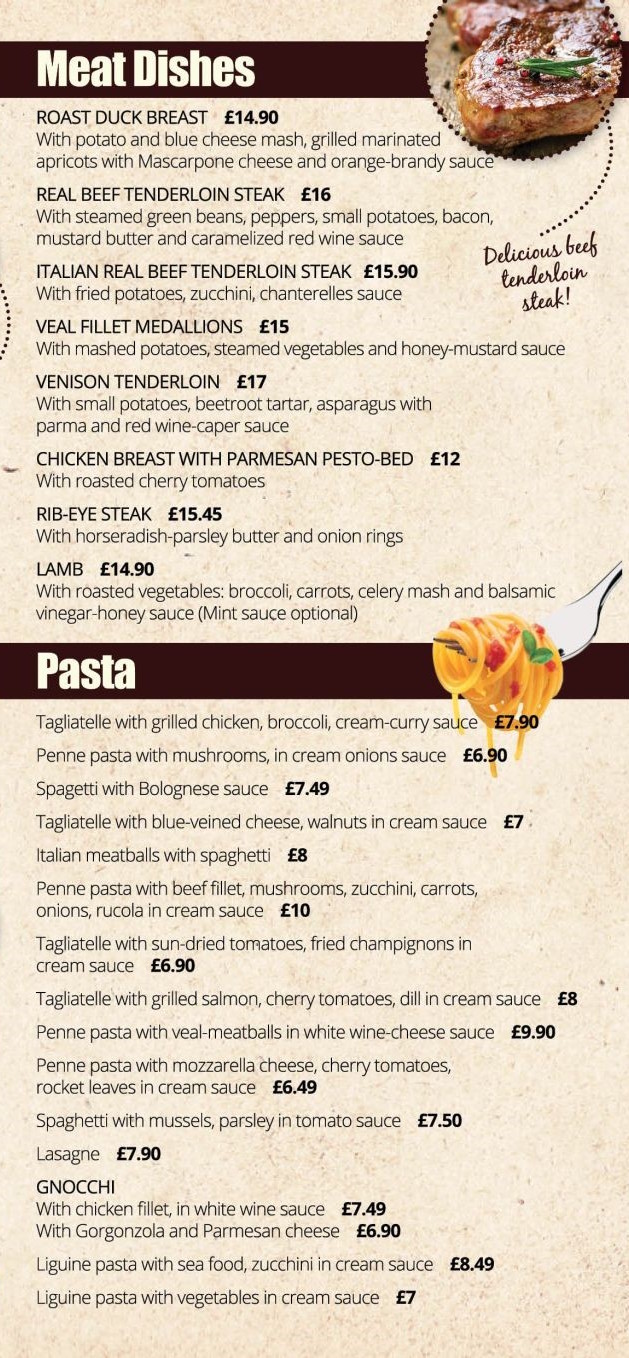 Meat Dishes
ROAST DUCK BREAST £14.90
With potato and blue cheese mash, grilled marinated
apricots with Mascarpone cheese and orange-brandy sauce
REAL BEEF TENDERLOIN STEAK £16
With steamed green beans, peppers, small potatoes, bacon,
mustard butter and caramelized red wine sauce
Delicious beef
tenderloin
steak!
ITALIAN REAL BEEF TENDERLOIN STEAK £15.90
With fried potatoes, zucchini, chanterelles sauce
VEAL FILLET MEDALLIONS £15
With mashed potatoes, steamed vegetables and honey-mustard sauce
VENISON TENDERLOIN £17
With small potatoes, beetroot tartar, asparagus with
parma and red wine-caper sauce
CHICKEN BREAST WITH PARMESAN PESTO-BED £12
With roasted cherry tomatoes
RIB-EYE STEAK £15.45
With horseradish-parsley butter and onion rings
LAMB £14.90
With roasted vegetables: broccoli, carrots, celery mash and balsamic
vinegar-honey sauce (Mint sauce optional)
Pasta
Tagliatelle with grilled chicken, broccoli, cream-curry sauce £7.90
Penne pasta with mushrooms, in cream onions sauce £6.90
Spagetti with Bolognese sauce £7.49
Tagliatelle with blue-veined cheese, walnuts in cream sauce £7
Italian meatballs with spaghetti £8
Penne pasta with beef fillet, mushrooms, zucchini, carrots,
onions, rucola in cream sauce £10
Tagliatelle with sun-dried tomatoes, fried champignons in
cream sauce £6.90
Tagliatelle with grilled salmon, cherry tomatoes, dill in cream sauce £8
Penne pasta with veal-meatballs in white wine-cheese sauce £9.90
Penne pasta with mozzarella cheese, cherry tomatoes,
rocket leaves in cream sauce £6.49
Spaghetti with mussels, parsley in tomato sauce £7.50
Lasagne £7.90
GNOCCHI
With chicken fillet, in white wine sauce £7.49
With Gorgonzola and Parmesan cheese £6.90
Liguine pasta with sea food, zucchini in cream sauce £8.49
Liguine pasta with vegetables in cream sauce £7